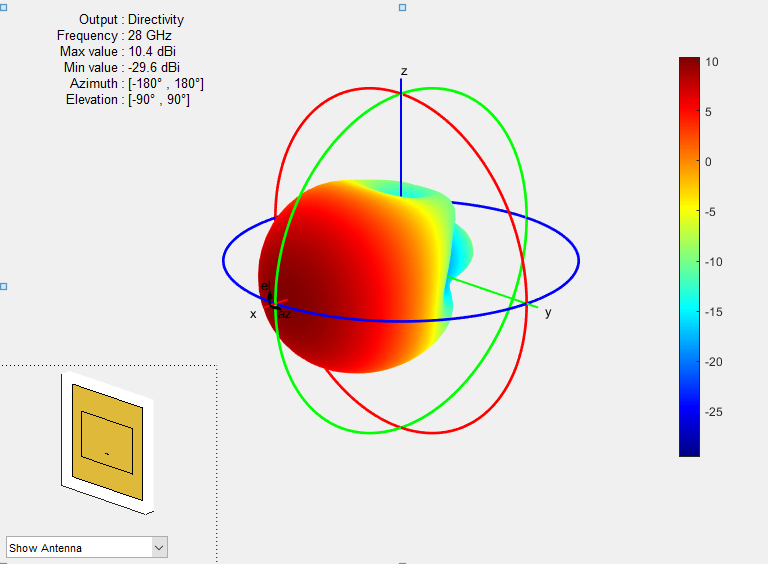 Output : Directivity
Frequency : 28 GHz
Max value : 10.4 dBi
Min value : -29.6 dBi
Azimuth : [-180° , 180°]
Elevation : [-90° , 90°]
z
x
y
az
10
5
0
-5
-10
-15
-20
-25
Show Antenna